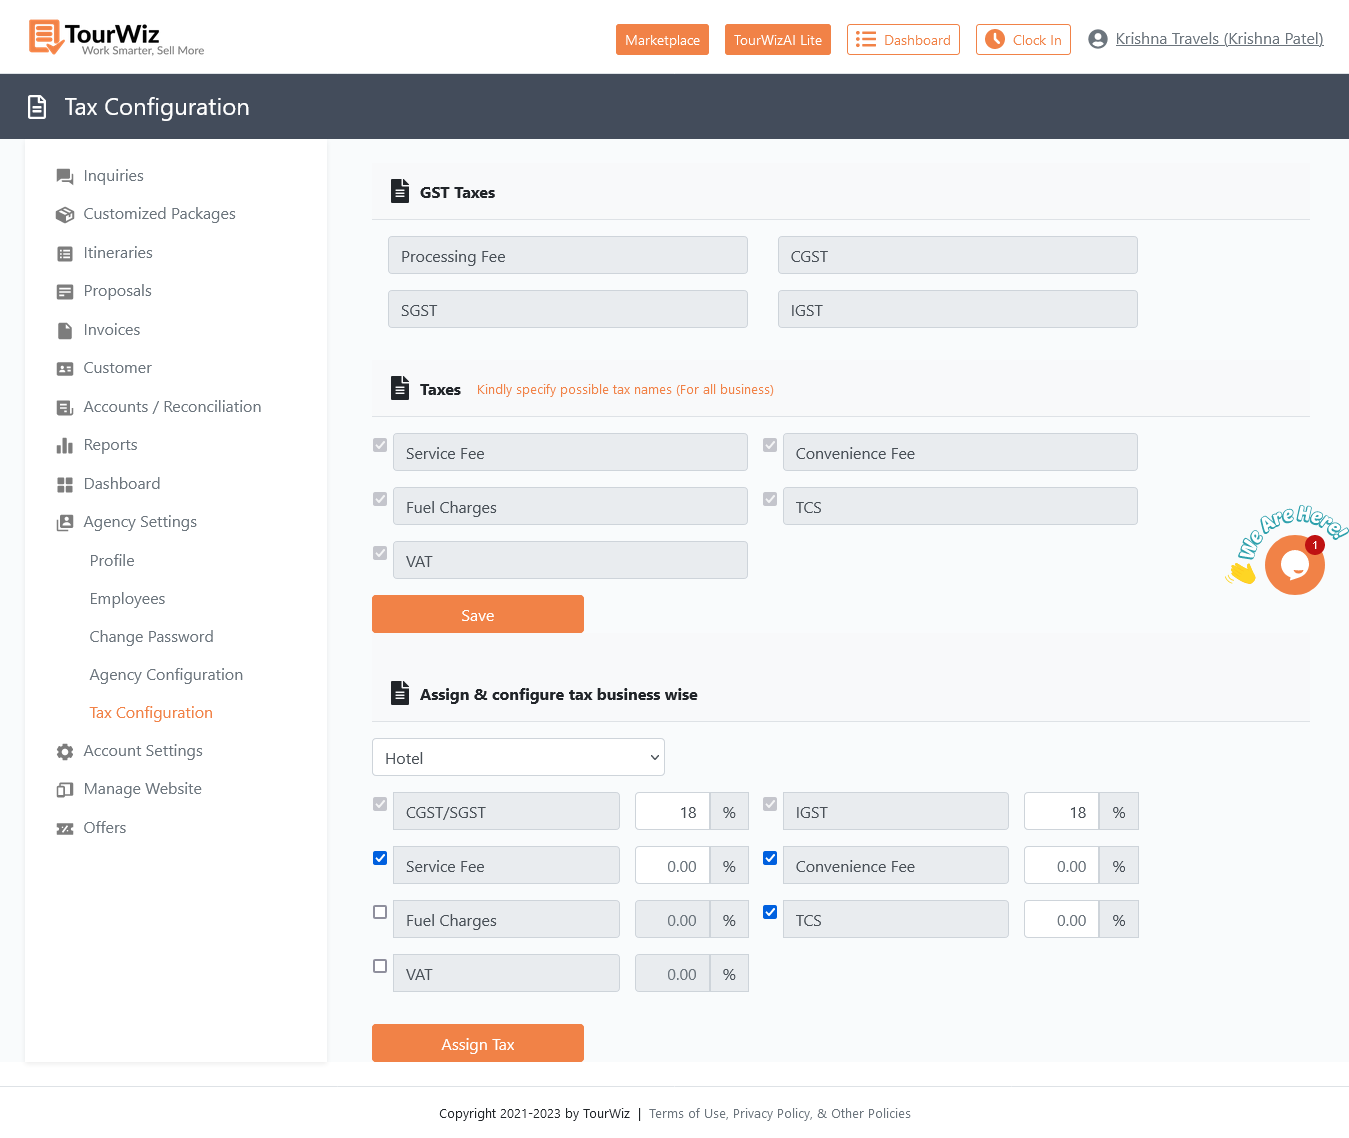 TourWiz
Work Smarter, Sell More
Marketplace
TourWizAI Lite
Dashboard
Clock In
Krishna Travels (Krishna Patel)
Tax Configuration
Inquiries
Customized Packages
Itineraries
Proposals
Invoices
Customer
Accounts / Reconciliation
Reports
Dashboard
Agency Settings
Profile
Employees
Change Password
Agency Configuration
Tax Configuration
Account Settings
Manage Website
Offers
GST Taxes
Processing Fee CGST
SGST IGST
Taxes Kindly specify possible tax names (For all business)
Service Fee Convenience Fee
Fuel Charges TCS
VAT
Save
We Are Here!
1
Assign & configure tax business wise
Hotel
CGST/SGST 18 % IGST 18 %
Service Fee 0.00 % Convenience Fee 0.00 %
Fuel Charges 0.00 % TCS 0.00 %
VAT 0.00 %
Assign Tax
Copyright 2021-2023 by TourWiz | Terms of Use, Privacy Policy, & Other Policies